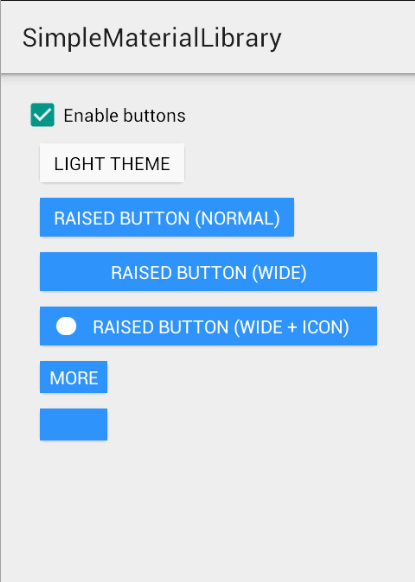 SimpleMaterialLibrary
Enable buttons
LIGHT THEME
RAISED BUTTON (NORMAL)
RAISED BUTTON (WIDE)
RAISED BUTTON (WIDE + ICON)
MORE